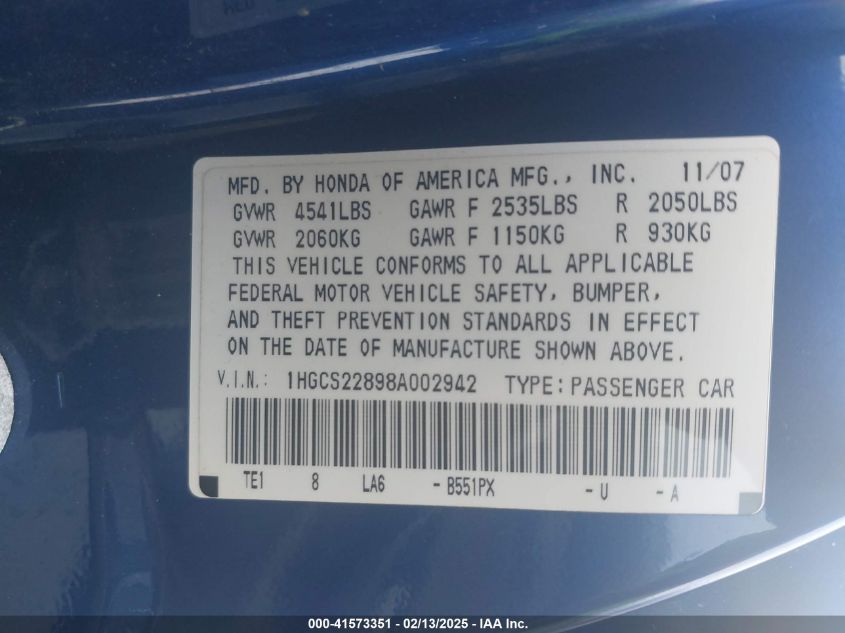 MFD. BY HONDA OF AMERICA MFG., INC. 11/07
GVWR 4541LBS GAWR F 2535LBS R 2050LBS
GVWR 2060KG GAWR F 1150KG R 930KG
THIS VEHICLE CONFORMS TO ALL APPLICABLE
FEDERAL MOTOR VEHICLE SAFETY, BUMPER,
AND THEFT PREVENTION STANDARDS IN EFFECT
ON THE DATE OF MANUFACTURE SHOWN ABOVE.
V.I.N.: 1HGCS22898A002942 TYPE: PASSENGER CAR
TE1 8 LA6 - B551PX - U - A
000-41573351 - 02/13/2025 - IAA Inc.